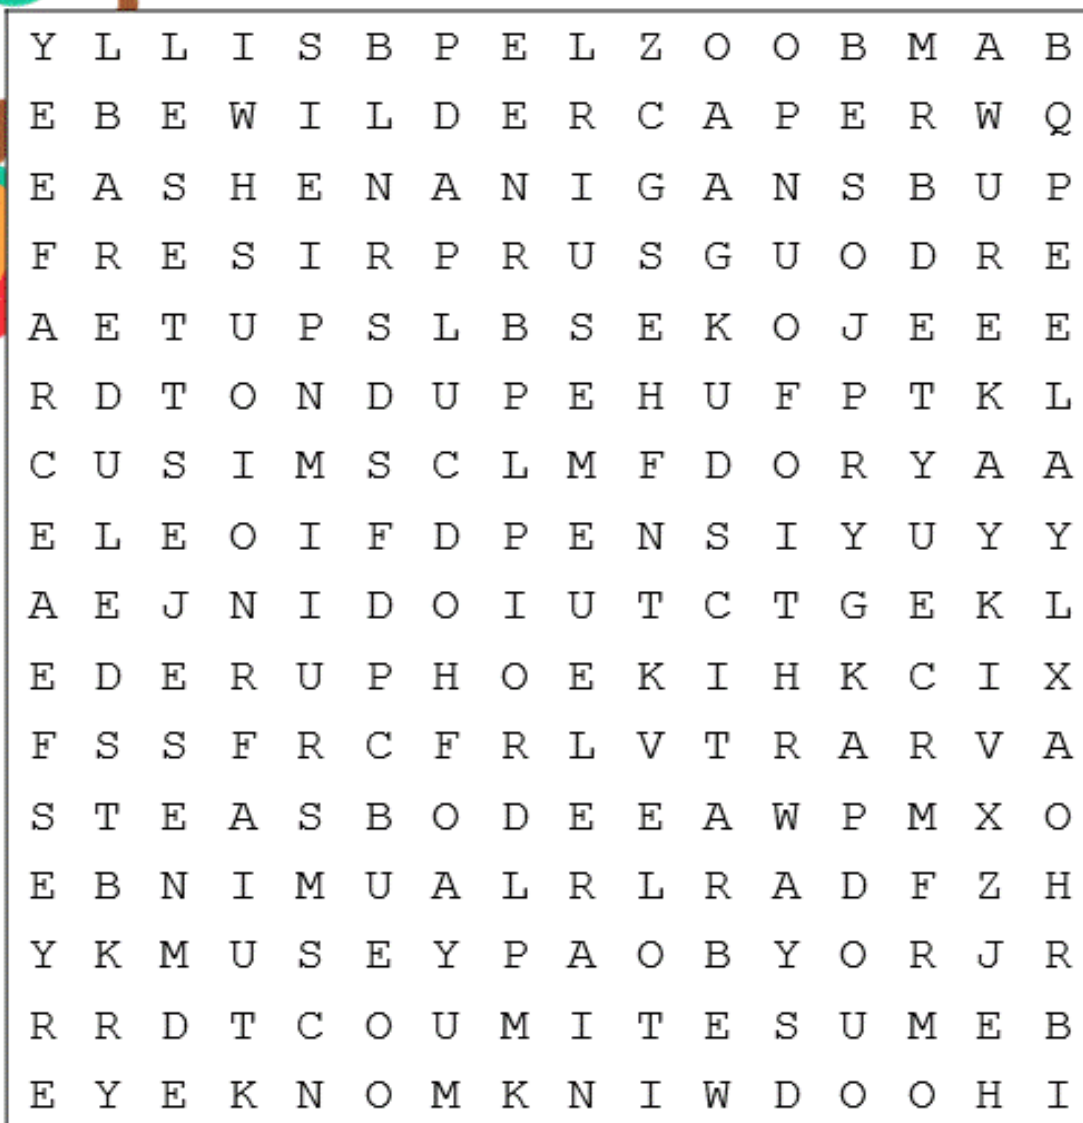 Y L L I S B P E L Z O O B M A B
E B E W I L D E R C A P E R W Q
E A S H E N A N I G A N S B U P
F R E S I R P R U S G U O D R E
A E T U P S L B S E K O J E E E
R D T O N D U P E H U F P T K L
C U S I M S C L M F D O R Y A A
E L E O I F D P E N S I Y U Y Y
A E J N I D O I U T C T G E K L
E D E R U P H O E K I H K C I X
F S S F R C F R L V T R A R V A
S T E A S B O D E E A W P M X O
E B N I M U A L R L R A D F Z H
Y K M U S E Y P A O B Y O R J R
R R D T C O U M I T E S U M E B
E Y E K N O M K N I W D O O H I